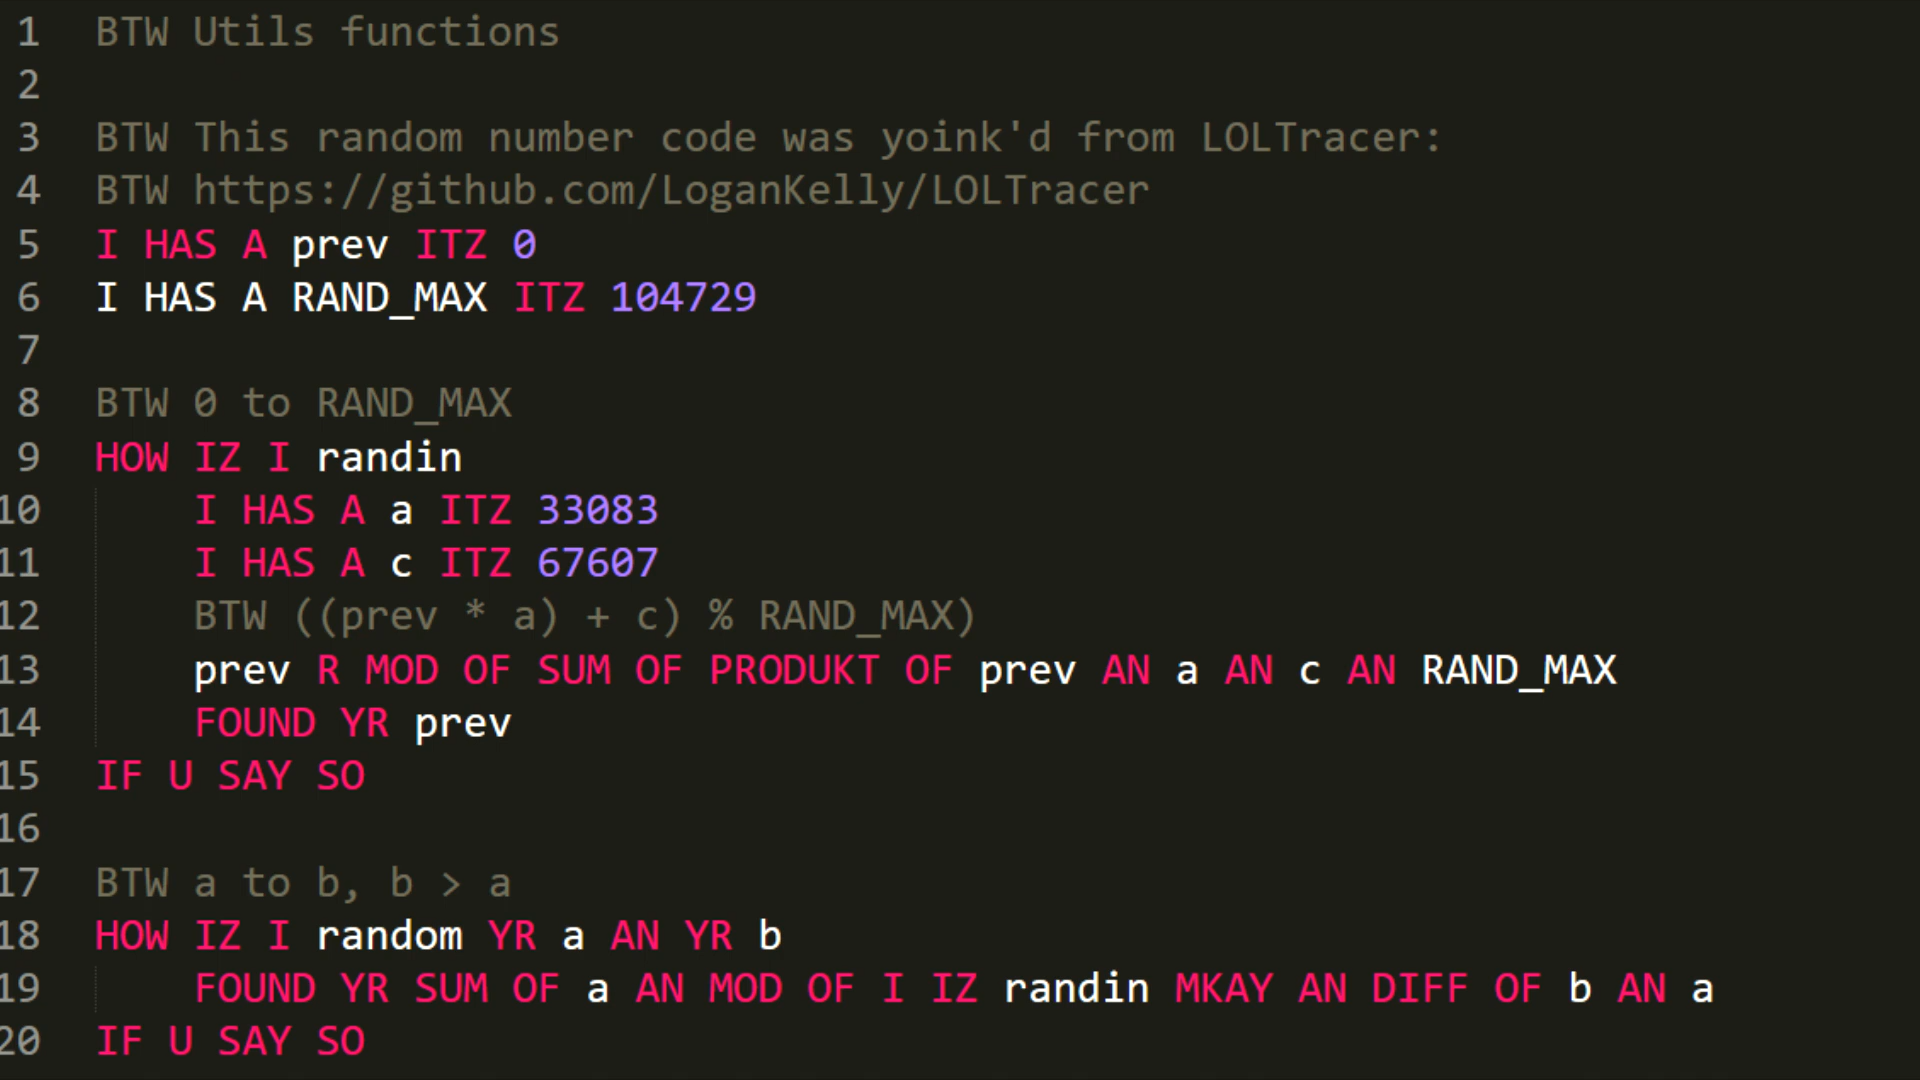 1 BTW Utils functions
2
3 BTW This random number code was yoink'd from LOLTracer:
4 BTW https://github.com/LoganKelly/LOLTracer
5 I HAS A prev ITZ 0
6 I HAS A RAND_MAX ITZ 104729
7
8 BTW 0 to RAND_MAX
9 HOW IZ I randin
10 I HAS A a ITZ 33083
11 I HAS A c ITZ 67607
12 BTW ((prev * a) + c) % RAND_MAX)
13 prev R MOD OF SUM OF PRODUKT OF prev AN a AN c AN RAND_MAX
14 FOUND YR prev
15 IF U SAY SO
16
17 BTW a to b, b > a
18 HOW IZ I random YR a AN YR b
19 FOUND YR SUM OF a AN MOD OF I IZ randin MKAY AN DIFF OF b AN a
20 IF U SAY SO